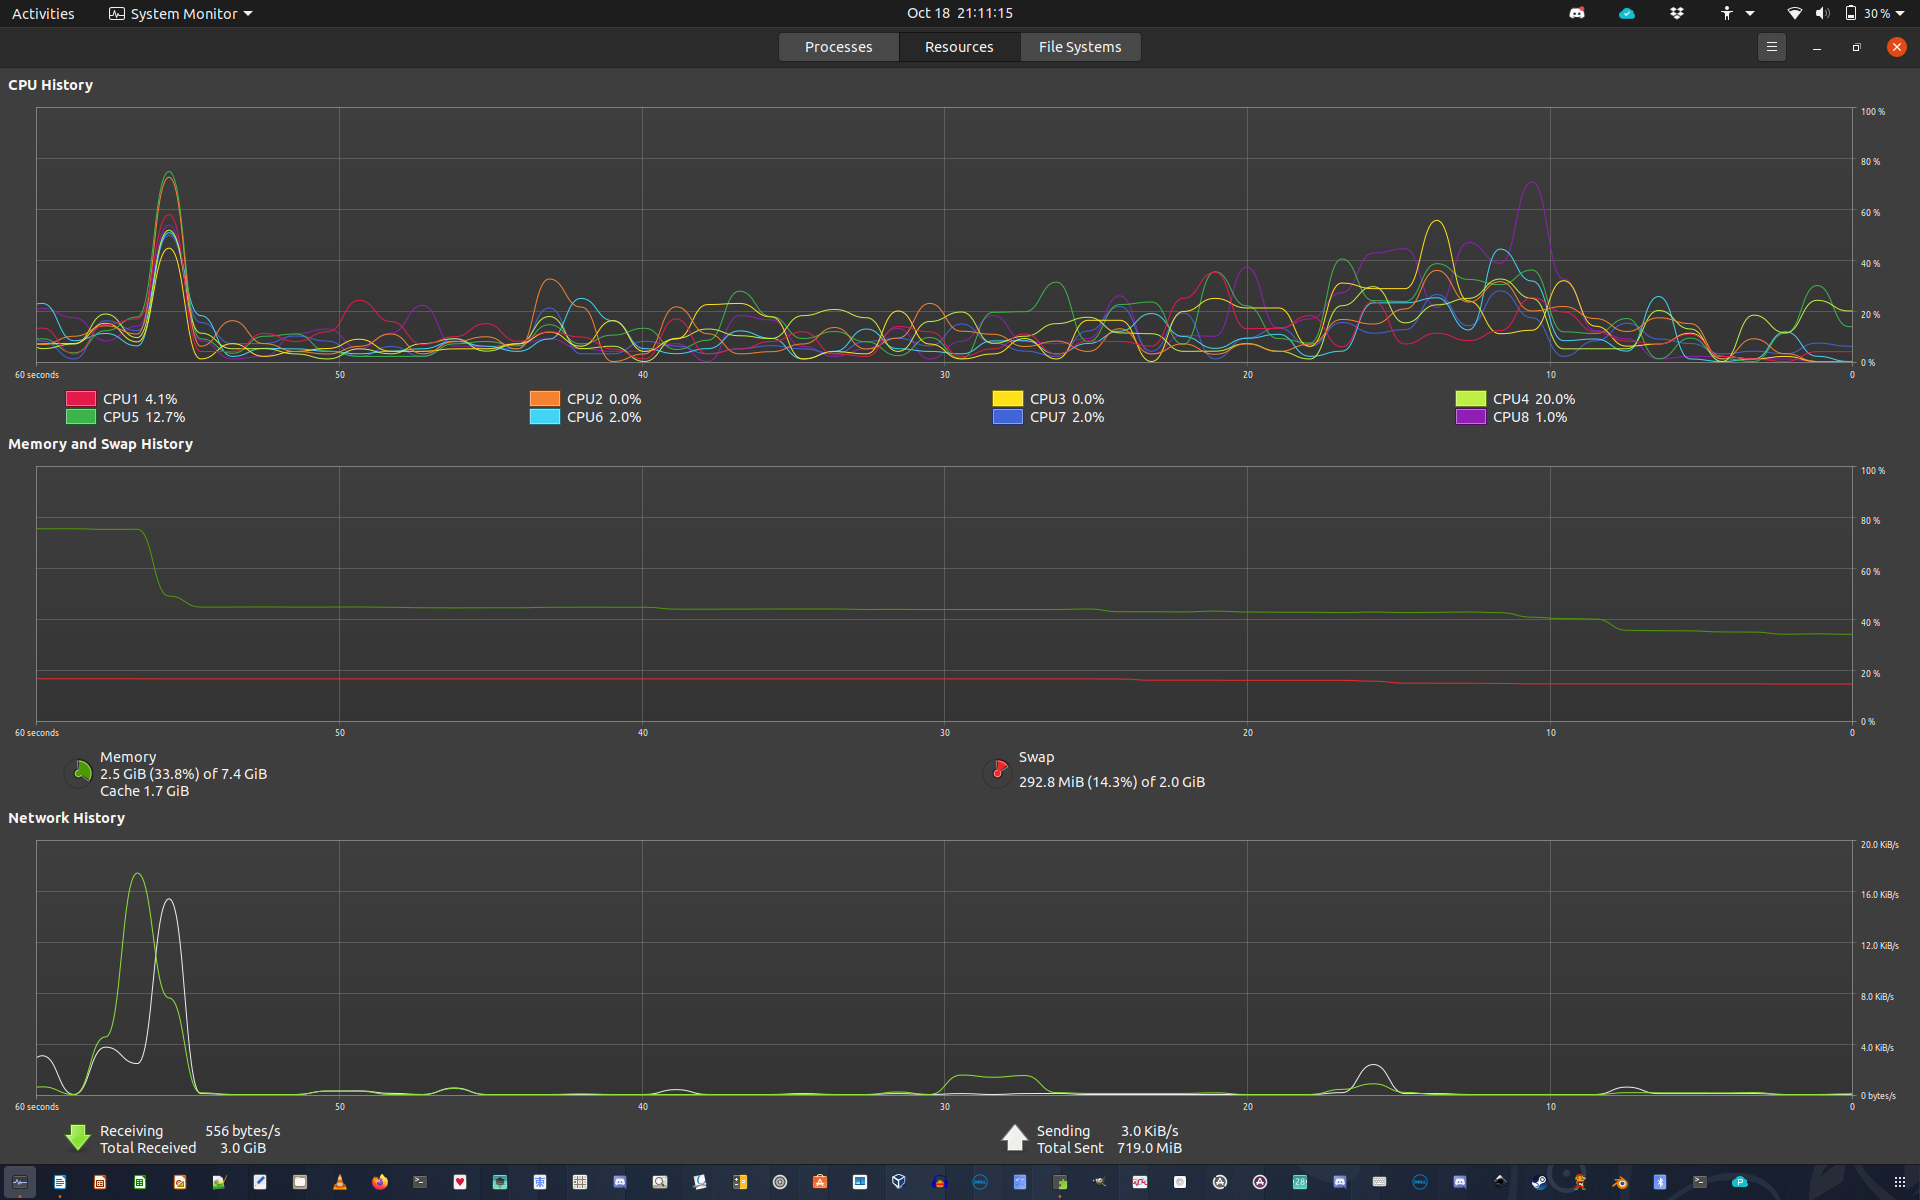 Activities System Monitor Oct 18 21:11:15 30 %
Processes Resources File Systems
CPU History
100 %
80 %
60 %
40 %
20 %
0 %
60 seconds 50 40 30 20 10 0
CPU1 4.1% CPU2 0.0% CPU3 0.0% CPU4 20.0%
CPU5 12.7% CPU6 2.0% CPU7 2.0% CPU8 1.0%
Memory and Swap History
100 %
80 %
60 %
40 %
20 %
0 %
60 seconds 50 40 30 20 10 0
Memory
2.5 GiB (33.8%) of 7.4 GiB
Cache 1.7 GiB
Swap
292.8 MiB (14.3%) of 2.0 GiB
Network History
20.0 KiB/s
16.0 KiB/s
12.0 KiB/s
8.0 KiB/s
4.0 KiB/s
0 bytes/s
60 seconds 50 40 30 20 10 0
Receiving 556 bytes/s
Total Received 3.0 GiB
Sending 3.0 KiB/s
Total Sent 719.0 MiB